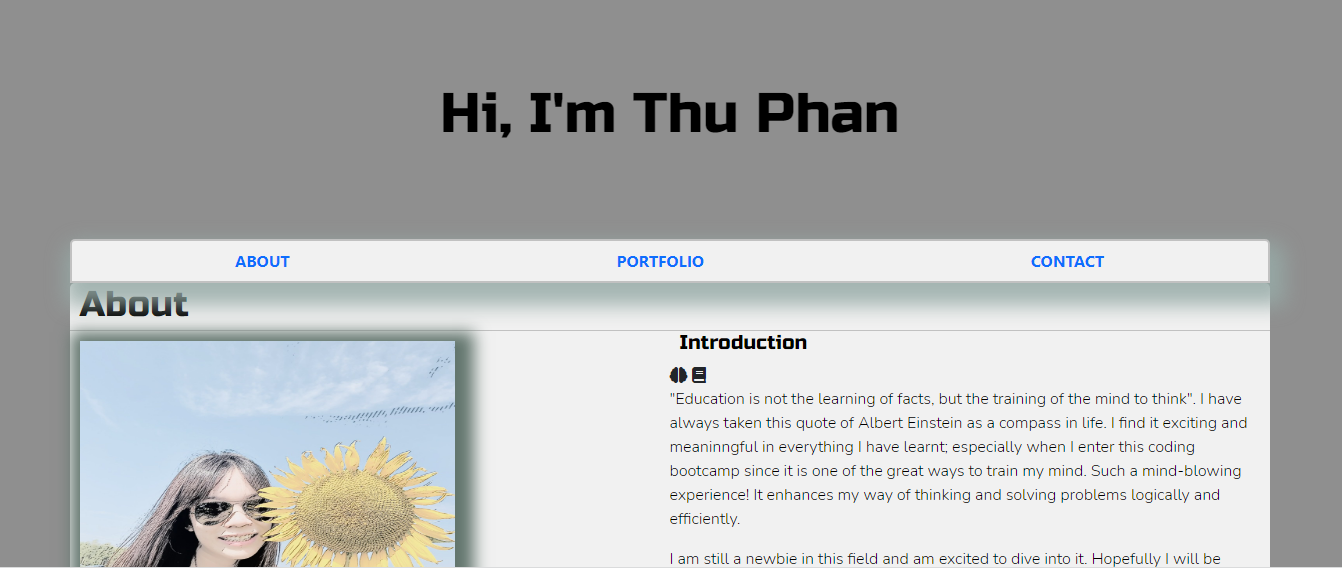 Hi, I'm Thu Phan
ABOUT PORTFOLIO CONTACT
About
Introduction
"Education is not the learning of facts, but the training of the mind to think". I have
always taken this quote of Albert Einstein as a compass in life. I find it exciting and
meaninngful in everything I have learnt; especially when I enter this coding
bootcamp since it is one of the great ways to train my mind. Such a mind-blowing
experience! It enhances my way of thinking and solving problems logically and
efficiently.
I am still a newbie in this field and am excited to dive into it. Hopefully I will be